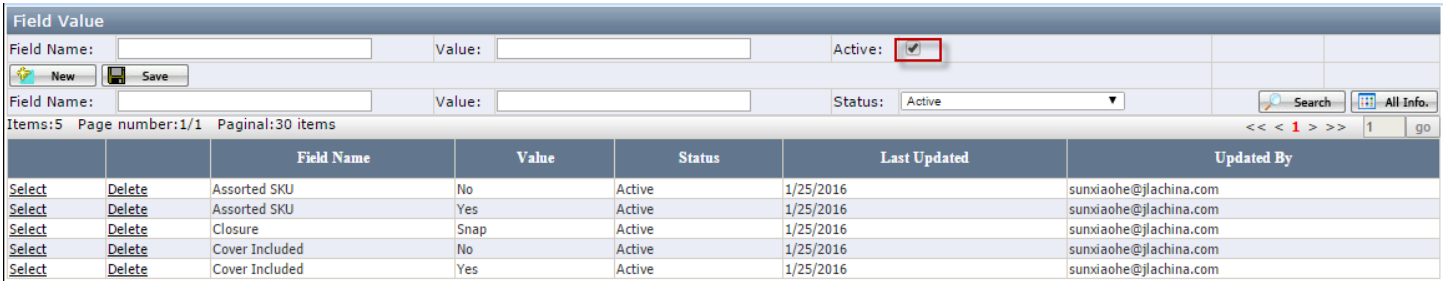 Field Value
Field Name: Value: Active:
New Save
Field Name: Value: Status: Active Search All Info.
Items:5 Page number:1/1 Paginal:30 items << < 1 > >> 1 go
Field Name Value Status Last Updated Updated By
Select Delete Assorted SKU No Active 1/25/2016 sunxiaohe@jlachina.com
Select Delete Assorted SKU Yes Active 1/25/2016 sunxiaohe@jlachina.com
Select Delete Closure Snap Active 1/25/2016 sunxiaohe@jlachina.com
Select Delete Cover Included No Active 1/25/2016 sunxiaohe@jlachina.com
Select Delete Cover Included Yes Active 1/25/2016 sunxiaohe@jlachina.com